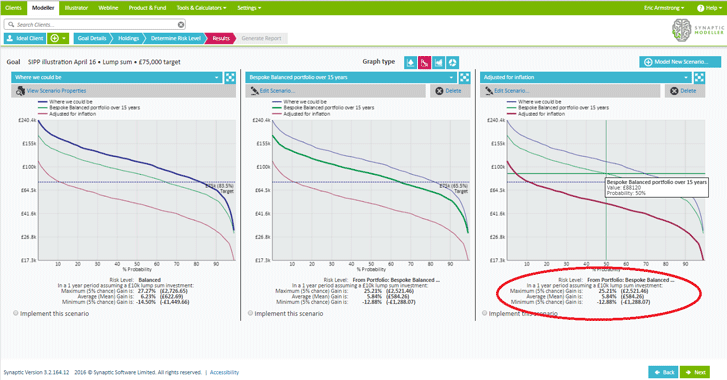 Clients Modeller Illustrator Webline Product & Fund Tools & Calculators Settings Eric Armstrong Help
Search Clients...
SYNAPTIC
MODELLER
Ideal Client Goal Details Holdings Determine Risk Level Results Generate Report
Goal SIPP illustration April 16 • Lump sum • £75,000 target Graph type Model New Scenario...
Where we could be Bespoke Balanced portfolio over 15 years Adjusted for inflation
View Scenario Properties Edit Scenario... Delete Edit Scenario... Delete
Where we could be Where we could be Where we could be
Bespoke Balanced portfolio over 15 years Bespoke Balanced portfolio over 15 years Bespoke Balanced portfolio over 15 years
Adjusted for inflation Adjusted for inflation Adjusted for inflation
£240.4k £240.4k £240.4k
£155k £155k £155k
£100k £100k £100k
£75k (83.5%) £75k (65.5%)
Target Target
Bespoke Balanced portfolio over 15 years
Value: £88120
Probability: 50%
£64.5k £64.5k £64.5k
£41.6k £41.6k £41.6k
£26.8k £26.8k £26.8k
£17.3k £17.3k £17.3k
10 20 30 40 50 60 70 80 90 10 20 30 40 50 60 70 80 90 10 20 30 40 50 60 70 80 90
% Probability % Probability % Probability
Risk Level: Balanced Risk Level: From Portfolio: Bespoke Balanced ... Risk Level: From Portfolio: Bespoke Balanced ...
In a 1 year period assuming a £10k lump sum investment: In a 1 year period assuming a £10k lump sum investment: In a 1 year period assuming a £10k lump sum investment:
Maximum (5% chance) Gain is: 27.27% (£2,726.65) Maximum (5% chance) Gain is: 25.21% (£2,521.46) Maximum (5% chance) Gain is: 25.21% (£2,521.46)
Average (Mean) Gain is: 6.23% (£622.69) Average (Mean) Gain is: 5.84% (£584.26) Average (Mean) Gain is: 5.84% (£584.26)
Minimum (5% chance) Gain is: -14.50% (-£1,449.66) Minimum (5% chance) Gain is: -12.88% (-£1,288.07) Minimum (5% chance) Gain is: -12.88% (-£1,288.07)
Implement this scenario Implement this scenario Implement this scenario
Synaptic Version 3.2.164.12 2016 © Synaptic Software Limited. All rights reserved. | Accessibility Back Next